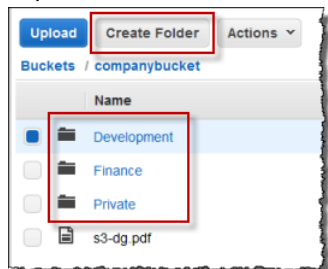 Upload Create Folder Actions
Buckets / companybucket
Name
Development
Finance
Private
s3-dg.pdf